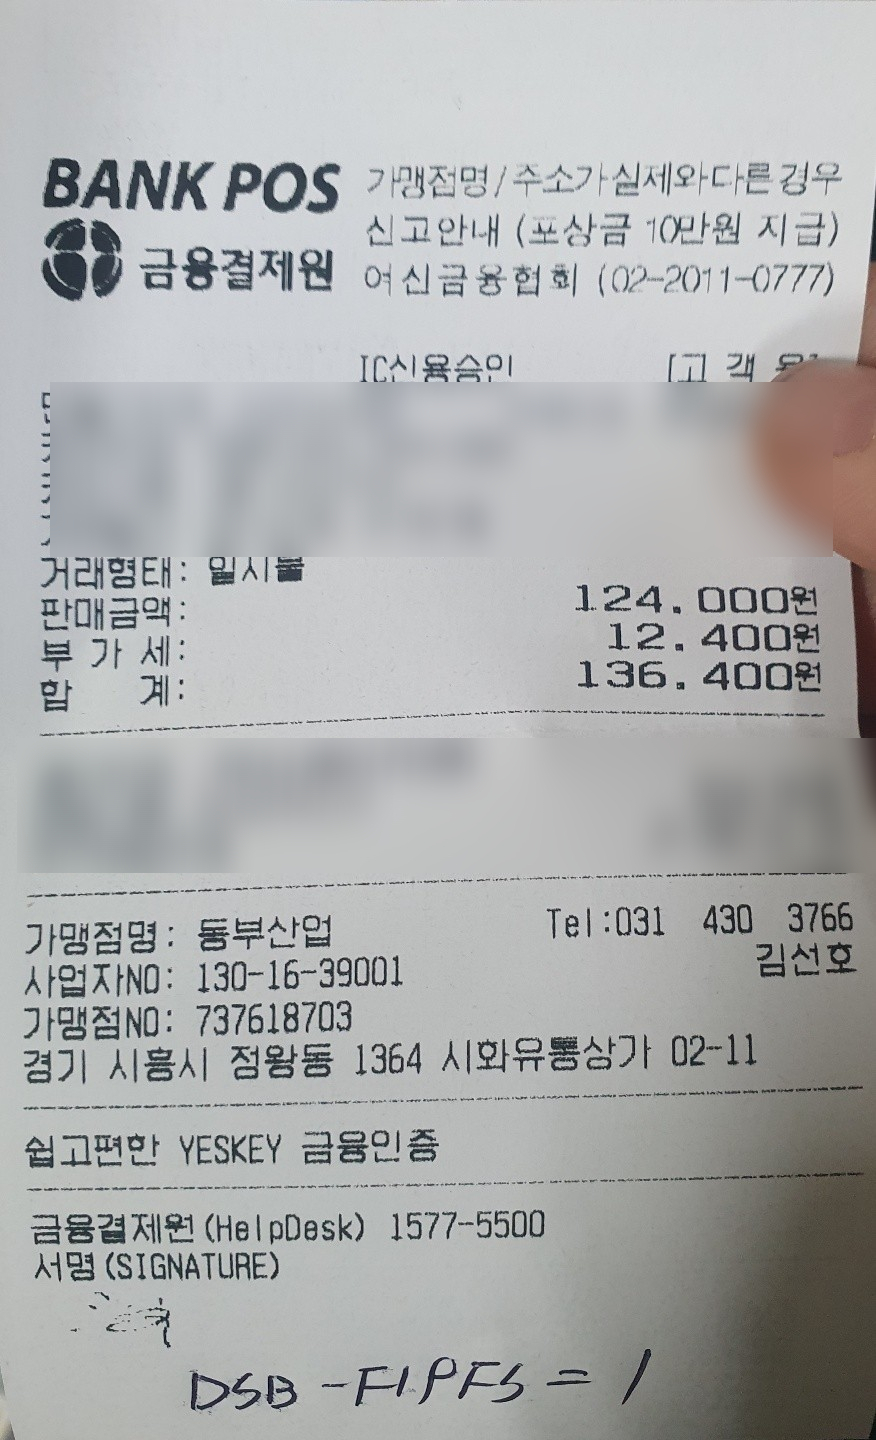 BANK POS
금융결제원
가맹점명/주소가실제와다른경우
신고안내 (포상금 10만원 지급)
여신금융협회 (02-2011-0777)
IC신용승인 [고 객 용]
거래형태: 일시불
판매금액: 124.000원
부 가 세: 12.400원
합 계: 136.400원
가맹점명: 동부산업 Tel:031 430 3766
사업자NO: 130-16-39001 김선호
가맹점NO: 737618703
경기 시흥시 정왕동 1364 시화유통상가 02-11
쉽고편한 YESKEY 금융인증
금융결제원(HelpDesk) 1577-5500
서명(SIGNATURE)
DSB-FIPFS = 1